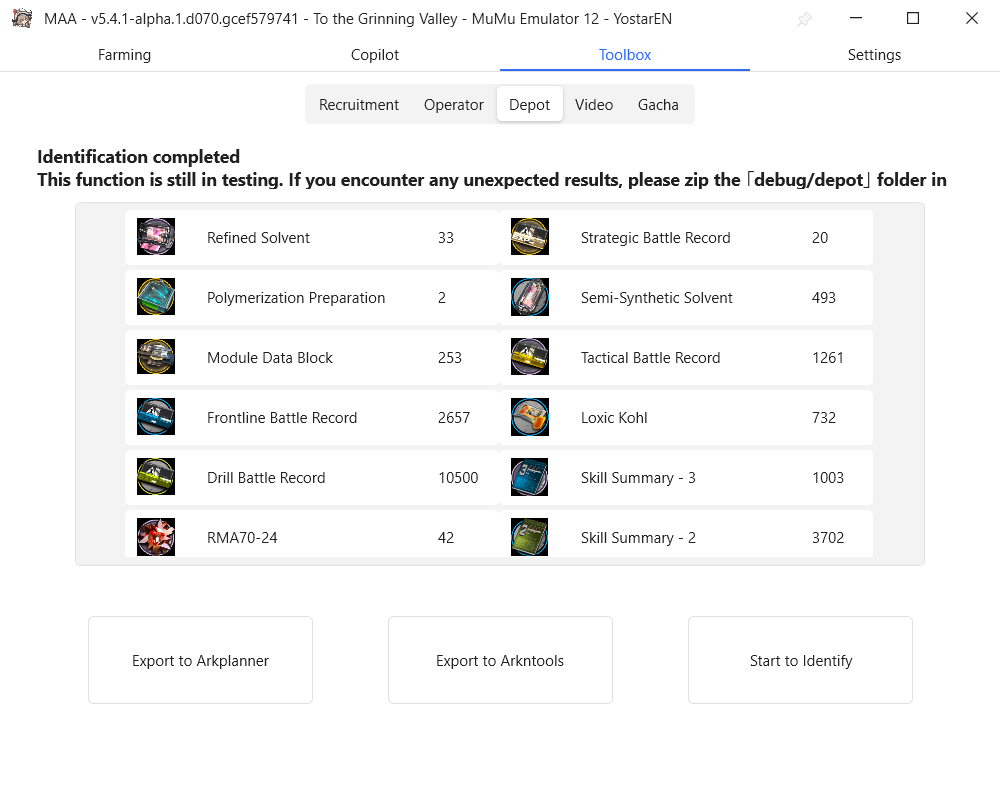 MAA - v5.4.1-alpha.1.d070.gcef579741 - To the Grinning Valley - MuMu Emulator 12 - YostarEN
Farming Copilot Toolbox Settings
Recruitment Operator Depot Video Gacha
Identification completed
This function is still in testing. If you encounter any unexpected results, please zip the「debug/depot」folder in
Refined Solvent 33 Strategic Battle Record 20
Polymerization Preparation 2 Semi-Synthetic Solvent 493
Module Data Block 253 Tactical Battle Record 1261
Frontline Battle Record 2657 Loxic Kohl 732
Drill Battle Record 10500 Skill Summary - 3 1003
RMA70-24 42 Skill Summary - 2 3702
Export to Arkplanner Export to Arkntools Start to Identify